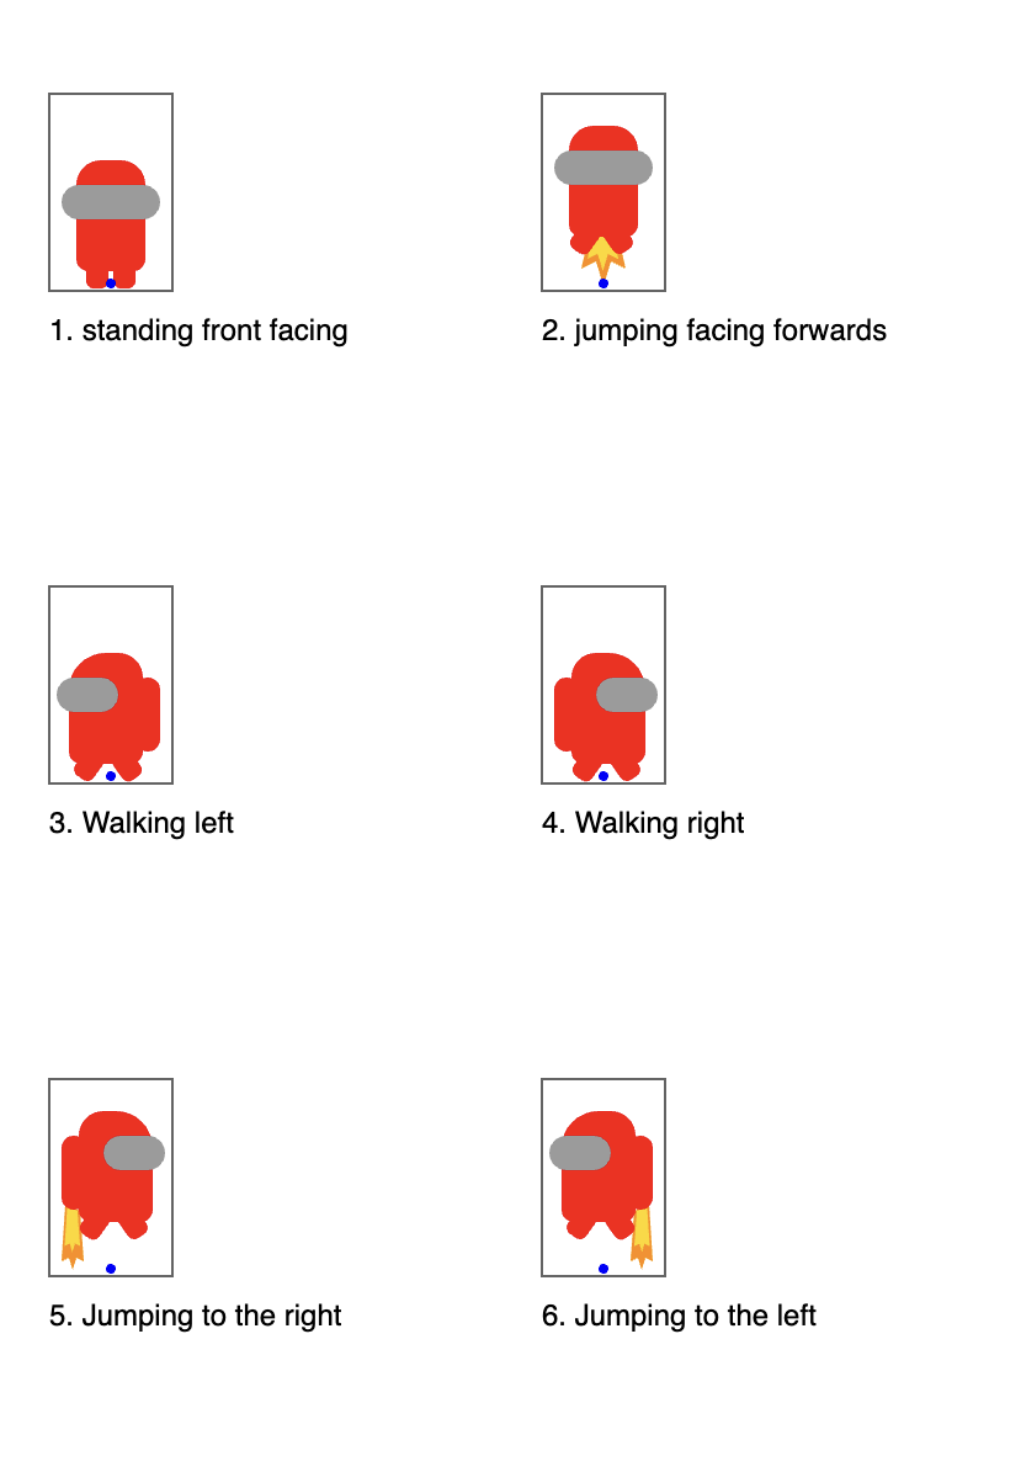 1. standing front facing
2. jumping facing forwards
3. Walking left
4. Walking right
5. Jumping to the right
6. Jumping to the left